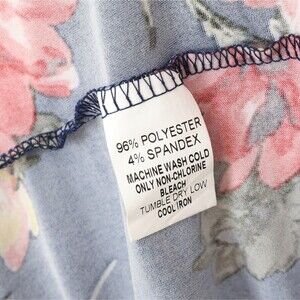 96% POLYESTER
4% SPANDEX
MACHINE WASH COLD
ONLY NON-CHLORINE
BLEACH
TUMBLE DRY LOW
COOL IRON